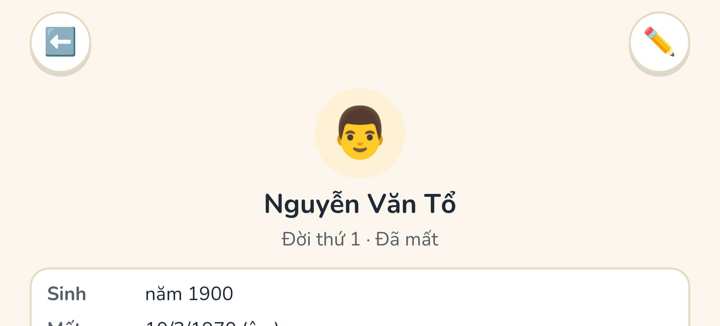 Nguyễn Văn Tổ
Đời thứ 1 · Đã mất
Sinh năm 1900